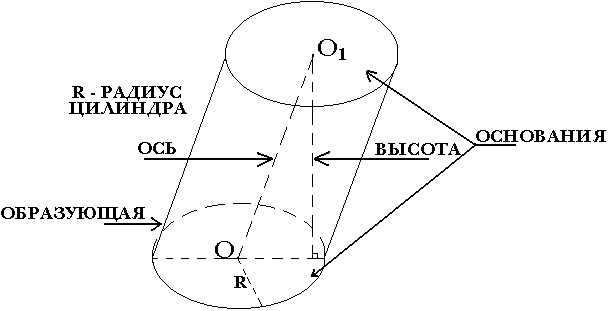 O₁
R - РАДИУС
ЦИЛИНДРА
ОСЬ
ВЫСОТА
ОСНОВАНИЯ
ОБРАЗУЮЩАЯ
O
R